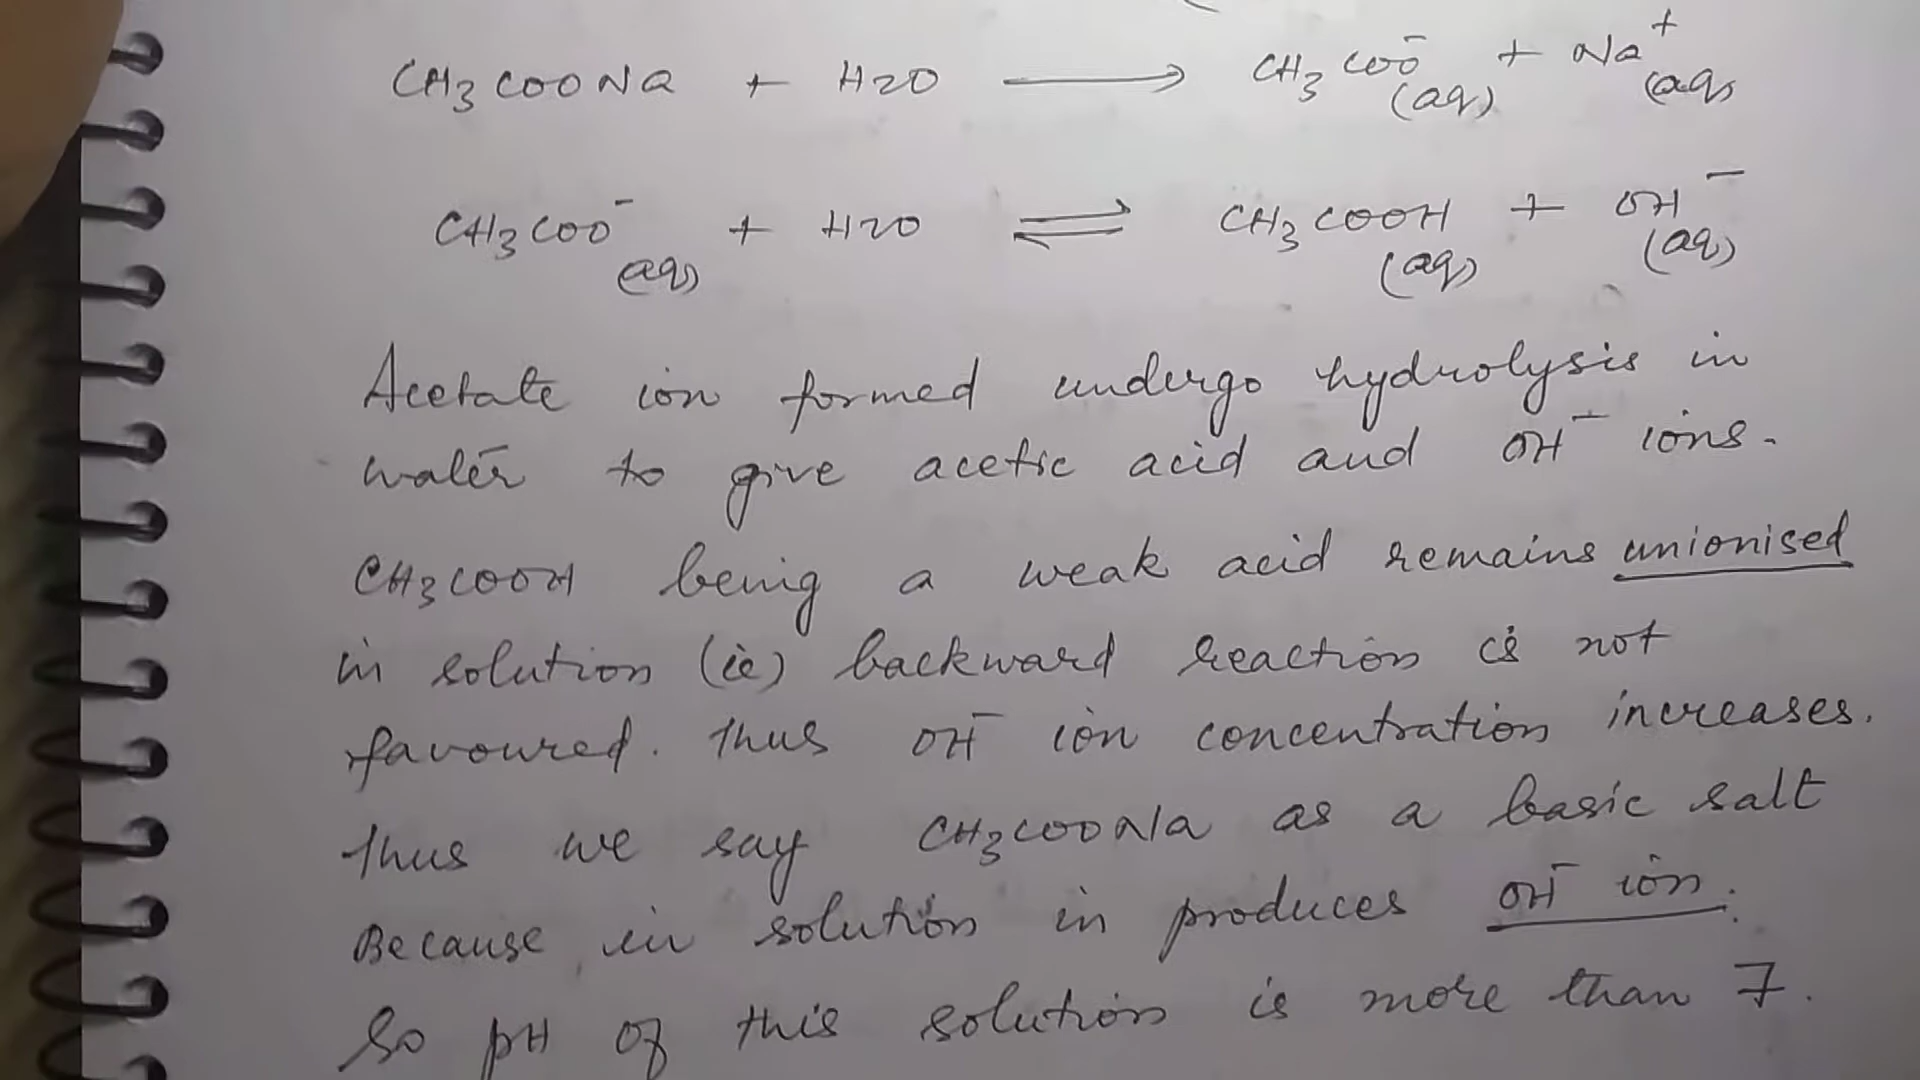 CH3COONa + H2O ⟶ CH3COO⁻(aq) + Na⁺(aq)
CH3COO⁻(aq) + H2O ⇌ CH3COOH(aq) + OH⁻(aq)
Acetate ion formed undergo hydrolysis in
water to give acetic acid and OH⁻ ions.
CH3COOH being a weak acid remains unionised
in solution (ie) backward reaction is not
favoured. Thus OH⁻ ion concentration increases.
Thus we say CH3COONa as a basic salt
Because, in solution in produces OH⁻ ion.
So pH of this solution is more than 7.